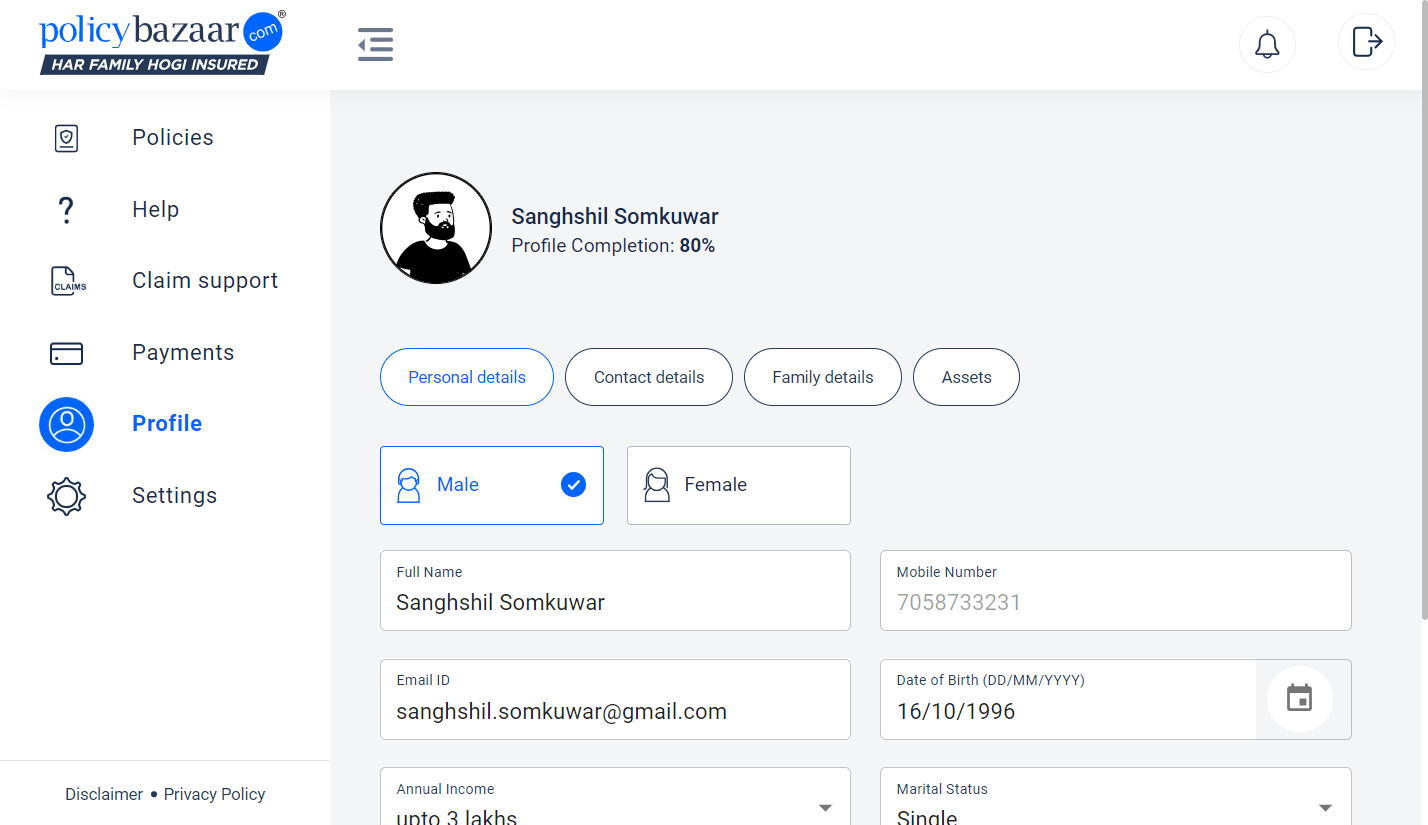 policybazaar com ®
HAR FAMILY HOGI INSURED
Policies
Help
CLAIMS Claim support
Payments
Profile
Settings
Disclaimer • Privacy Policy
Sanghshil Somkuwar
Profile Completion: 80%
Personal details
Contact details
Family details
Assets
Male
Female
Full Name
Sanghshil Somkuwar
Mobile Number
7058733231
Email ID
sanghshil.somkuwar@gmail.com
Date of Birth (DD/MM/YYYY)
16/10/1996
Annual Income
upto 3 lakhs
Marital Status
Single